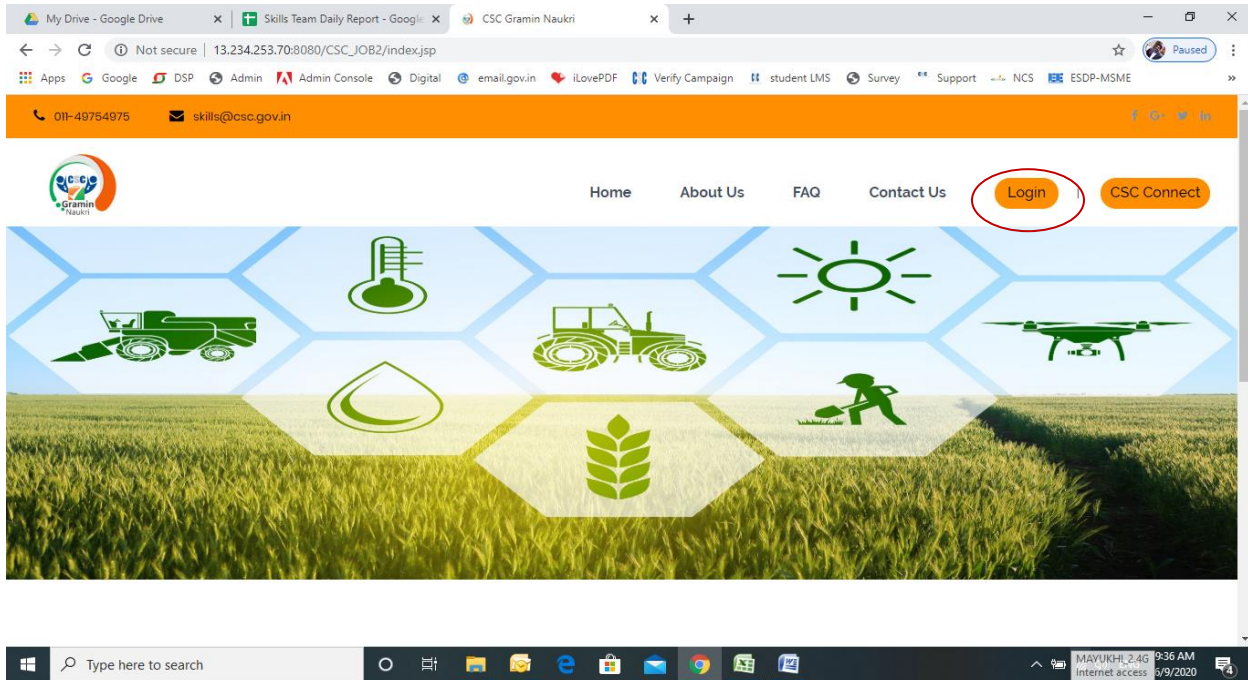 My Drive - Google Drive
Skills Team Daily Report - Google
CSC Gramin Naukri
Not secure | 13.234.253.70:8080/CSC_JOB2/index.jsp
Paused
Apps Google DSP Admin Admin Console Digital email.gov.in iLovePDF Verify Campaign student LMS Survey Support NCS ESDP-MSME »
011-49754975 skills@csc.gov.in f G+ in
CSC
Gramin
Naukri
Home About Us FAQ Contact Us Login | CSC Connect
Type here to search
MAYUKHI_2.4G
Internet access
9:36 AM
6/9/2020
4